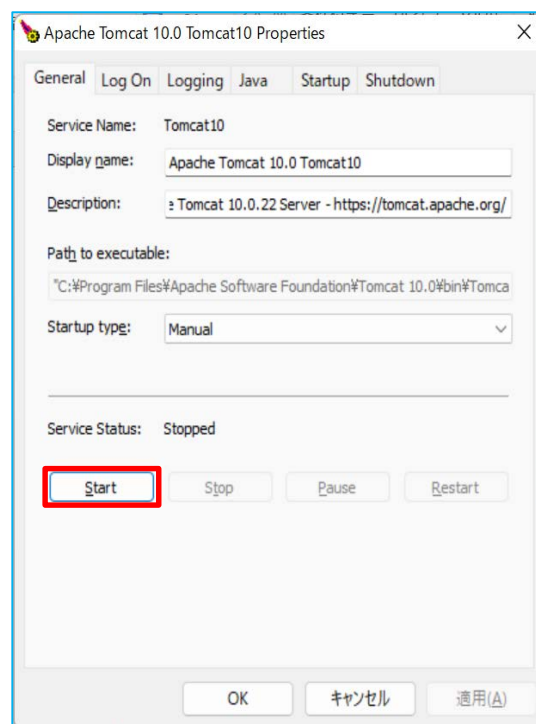 Apache Tomcat 10.0 Tomcat10 Properties
General Log On Logging Java Startup Shutdown
Service Name: Tomcat10
Display name: Apache Tomcat 10.0 Tomcat10
Description: e Tomcat 10.0.22 Server - https://tomcat.apache.org/
Path to executable:
"C:¥Program Files¥Apache Software Foundation¥Tomcat 10.0¥bin¥Tomca
Startup type: Manual
Service Status: Stopped
Start Stop Pause Restart
OK キャンセル 適用(A)